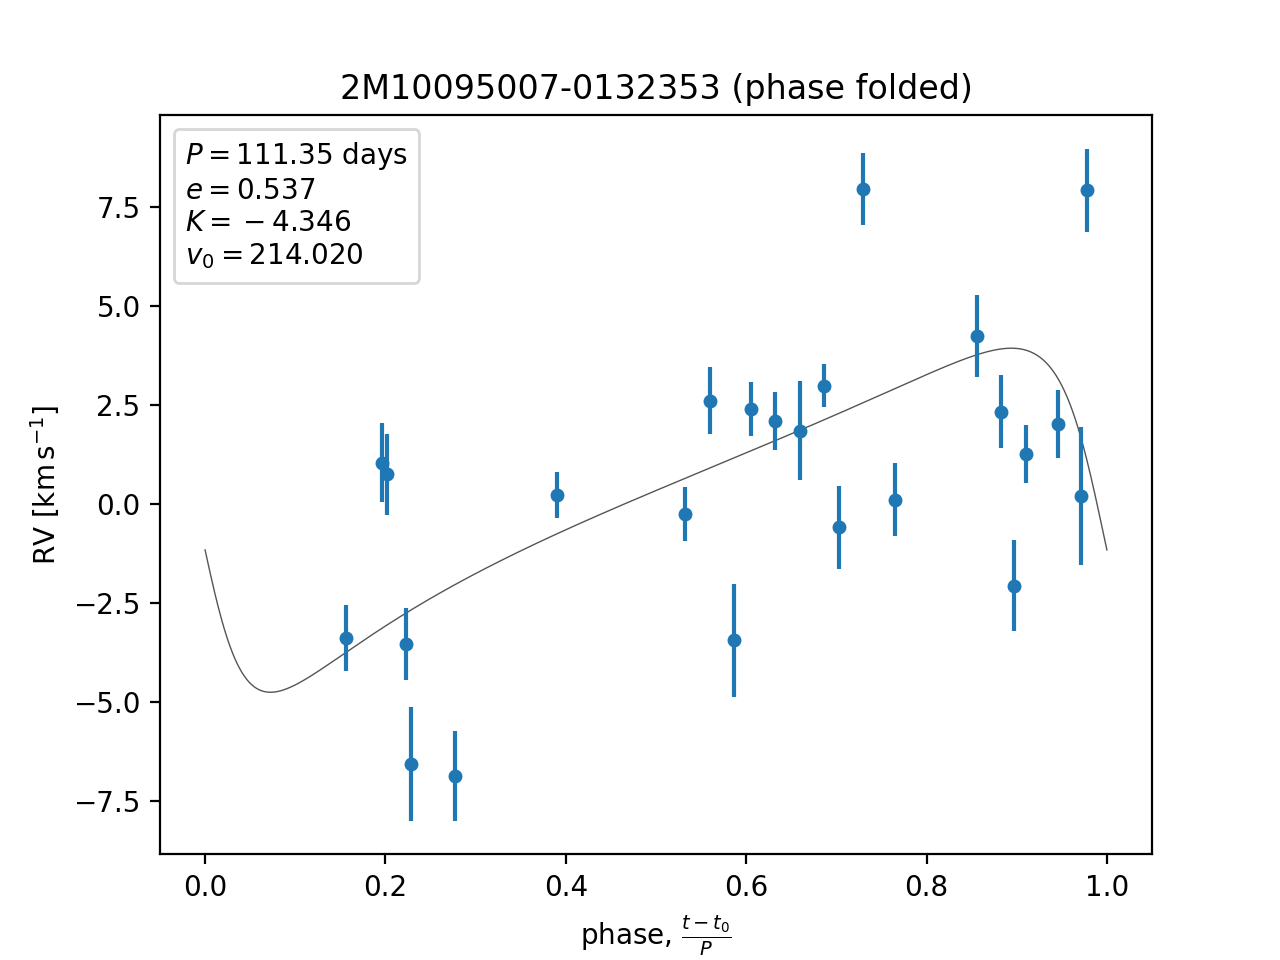 2M10095007-0132353 (phase folded)
P = 111.35 days
e = 0.537
K = −4.346
v₀ = 214.020
RV [km s⁻¹]
7.5
5.0
2.5
0.0
−2.5
−5.0
−7.5
0.0 0.2 0.4 0.6 0.8 1.0
phase, (t − t₀)/P